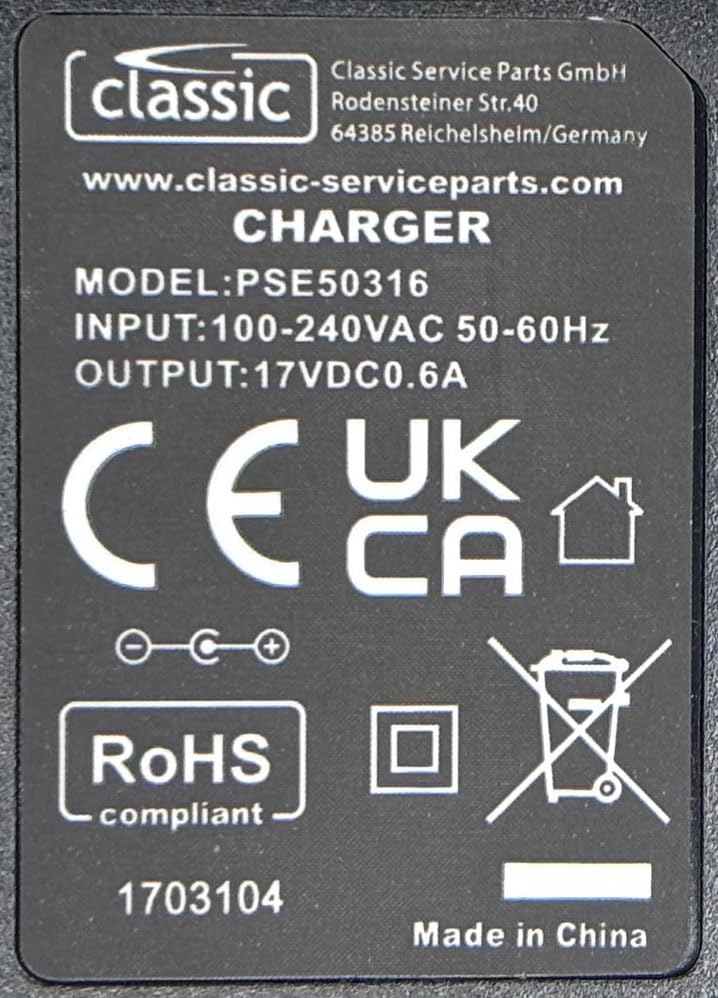 classic
Classic Service Parts GmbH
Rodensteiner Str.40
64385 Reichelsheim/Germany
www.classic-serviceparts.com
CHARGER
MODEL:PSE50316
INPUT:100-240VAC 50-60Hz
OUTPUT:17VDC0.6A
CE
UK
CA
RoHS
compliant
1703104
Made in China